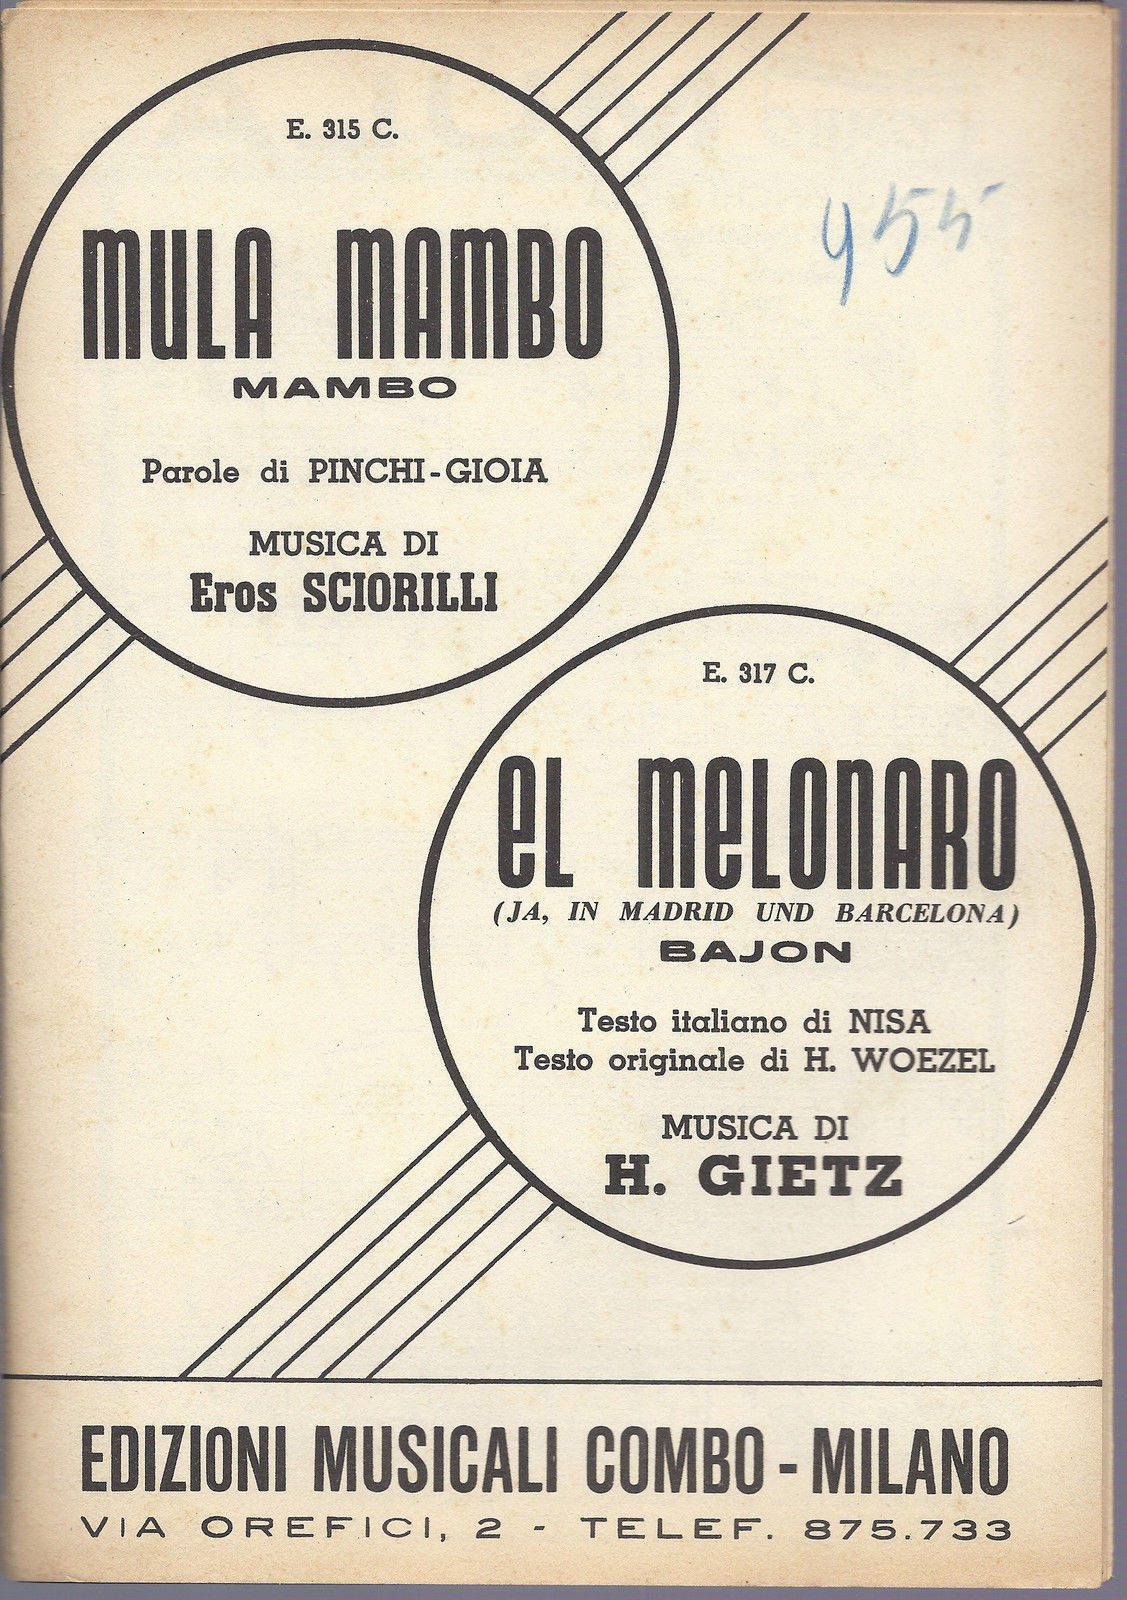 E. 315 C.
MULA MAMBO
MAMBO
Parole di PINCHI-GIOIA
MUSICA DI
Eros SCIORILLI
955
E. 317 C.
EL MELONARO
(JA, IN MADRID UND BARCELONA)
BAJON
Testo italiano di NISA
Testo originale di H. WOEZEL
MUSICA DI
H. GIETZ
EDIZIONI MUSICALI COMBO - MILANO
VIA OREFICI, 2 - TELEF. 875.733